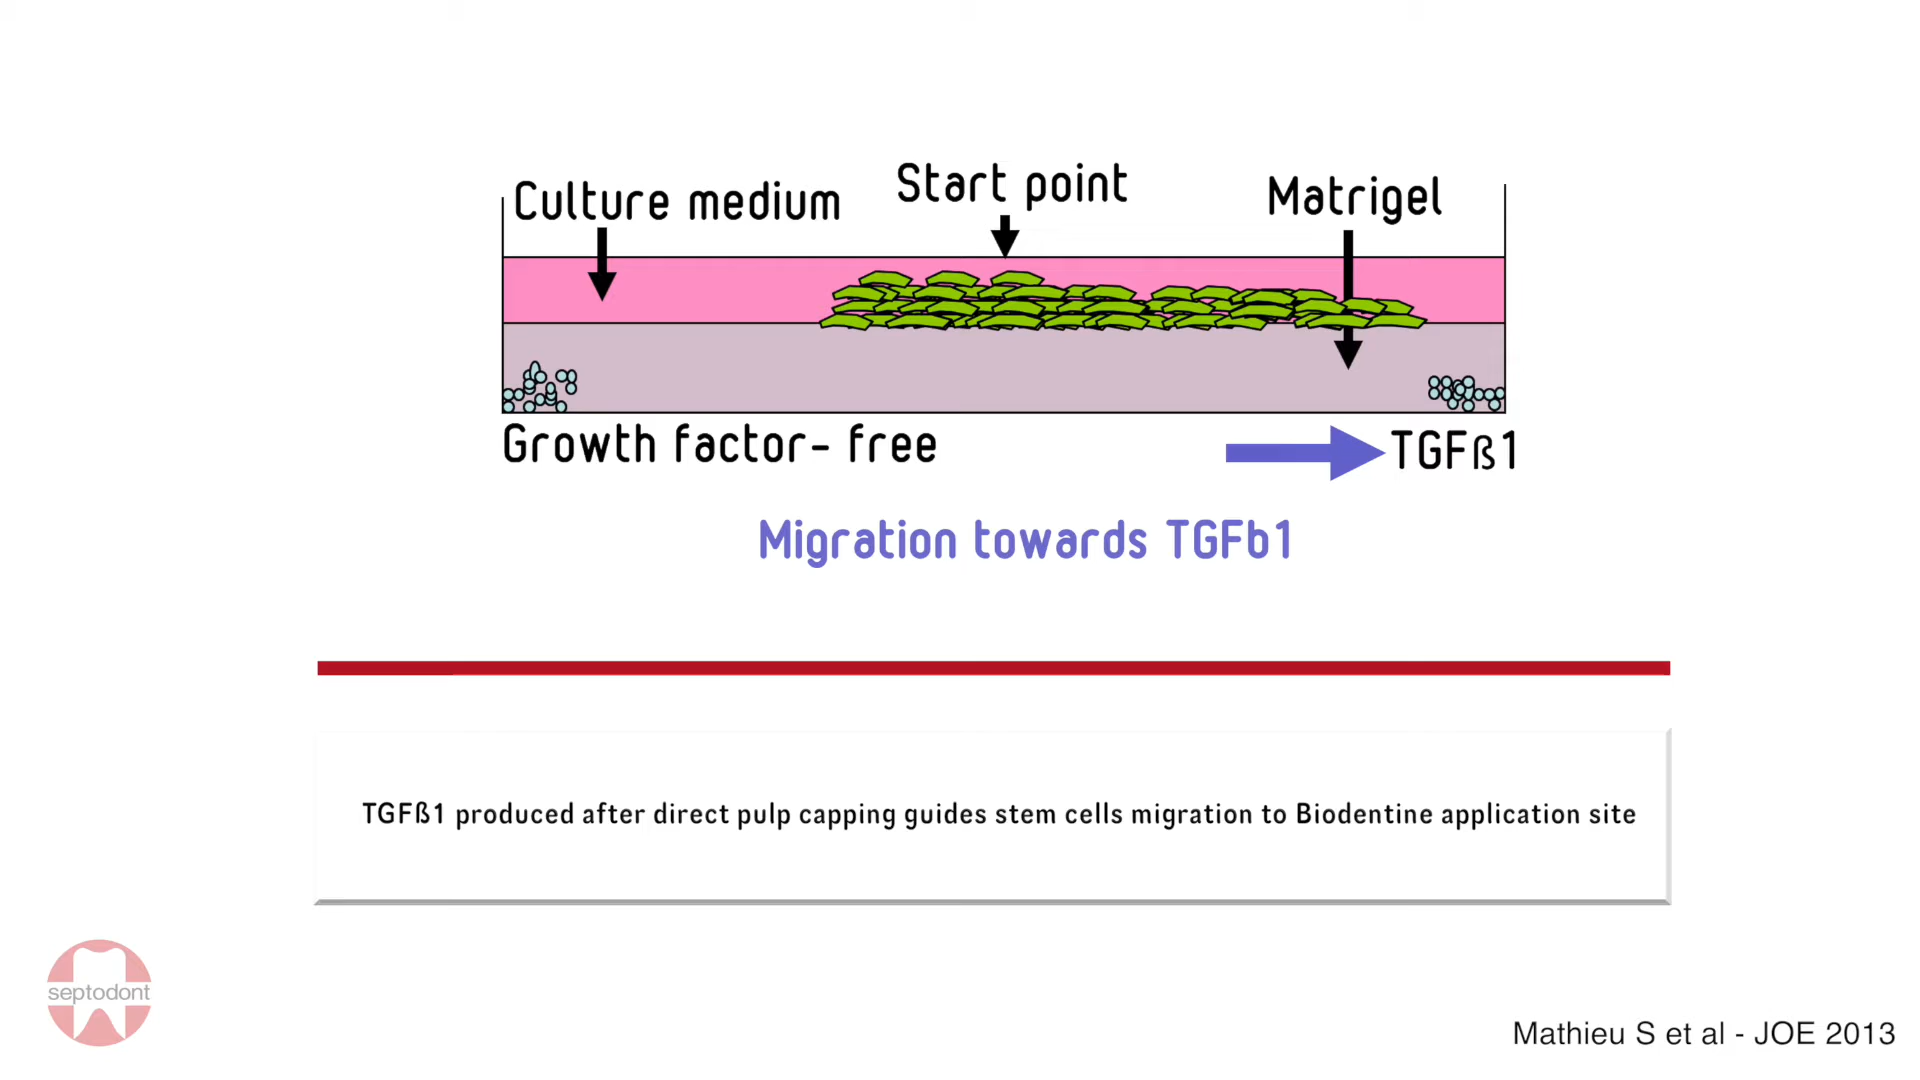 Culture medium
Start point
Matrigel
Growth factor- free
TGFß1
Migration towards TGFb1
TGFß1 produced after direct pulp capping guides stem cells migration to Biodentine application site
septodont
Mathieu S et al - JOE 2013